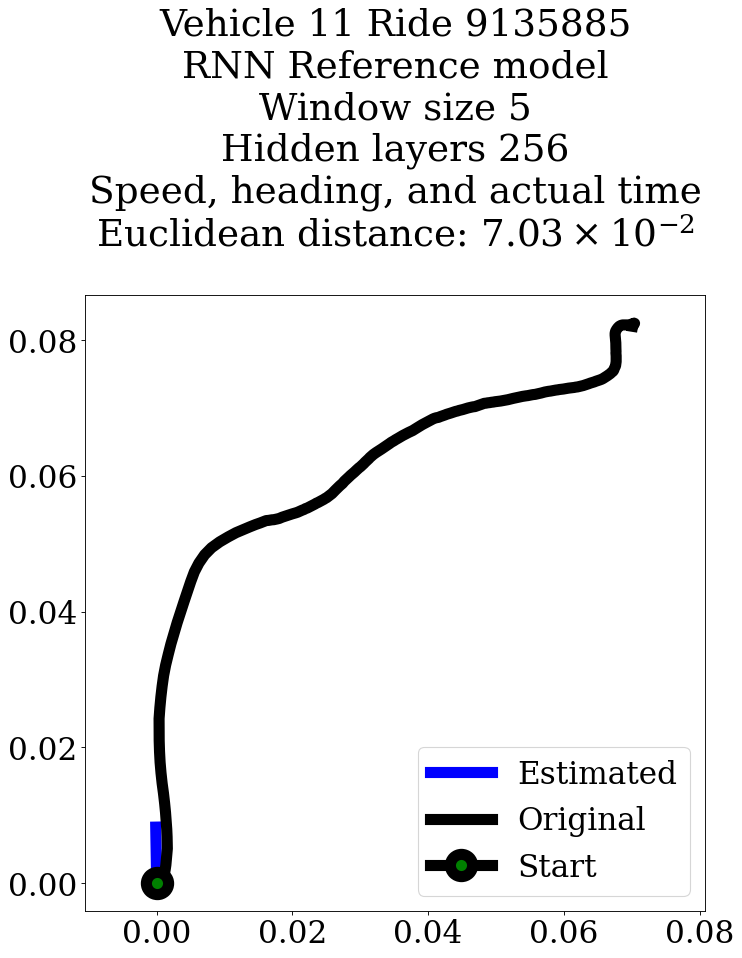 Vehicle 11 Ride 9135885
RNN Reference model
Window size 5
Hidden layers 256
Speed, heading, and actual time
Euclidean distance: 7.03 × 10⁻²
0.08
0.06
0.04
0.02
0.00
Estimated
Original
Start
0.00 0.02 0.04 0.06 0.08